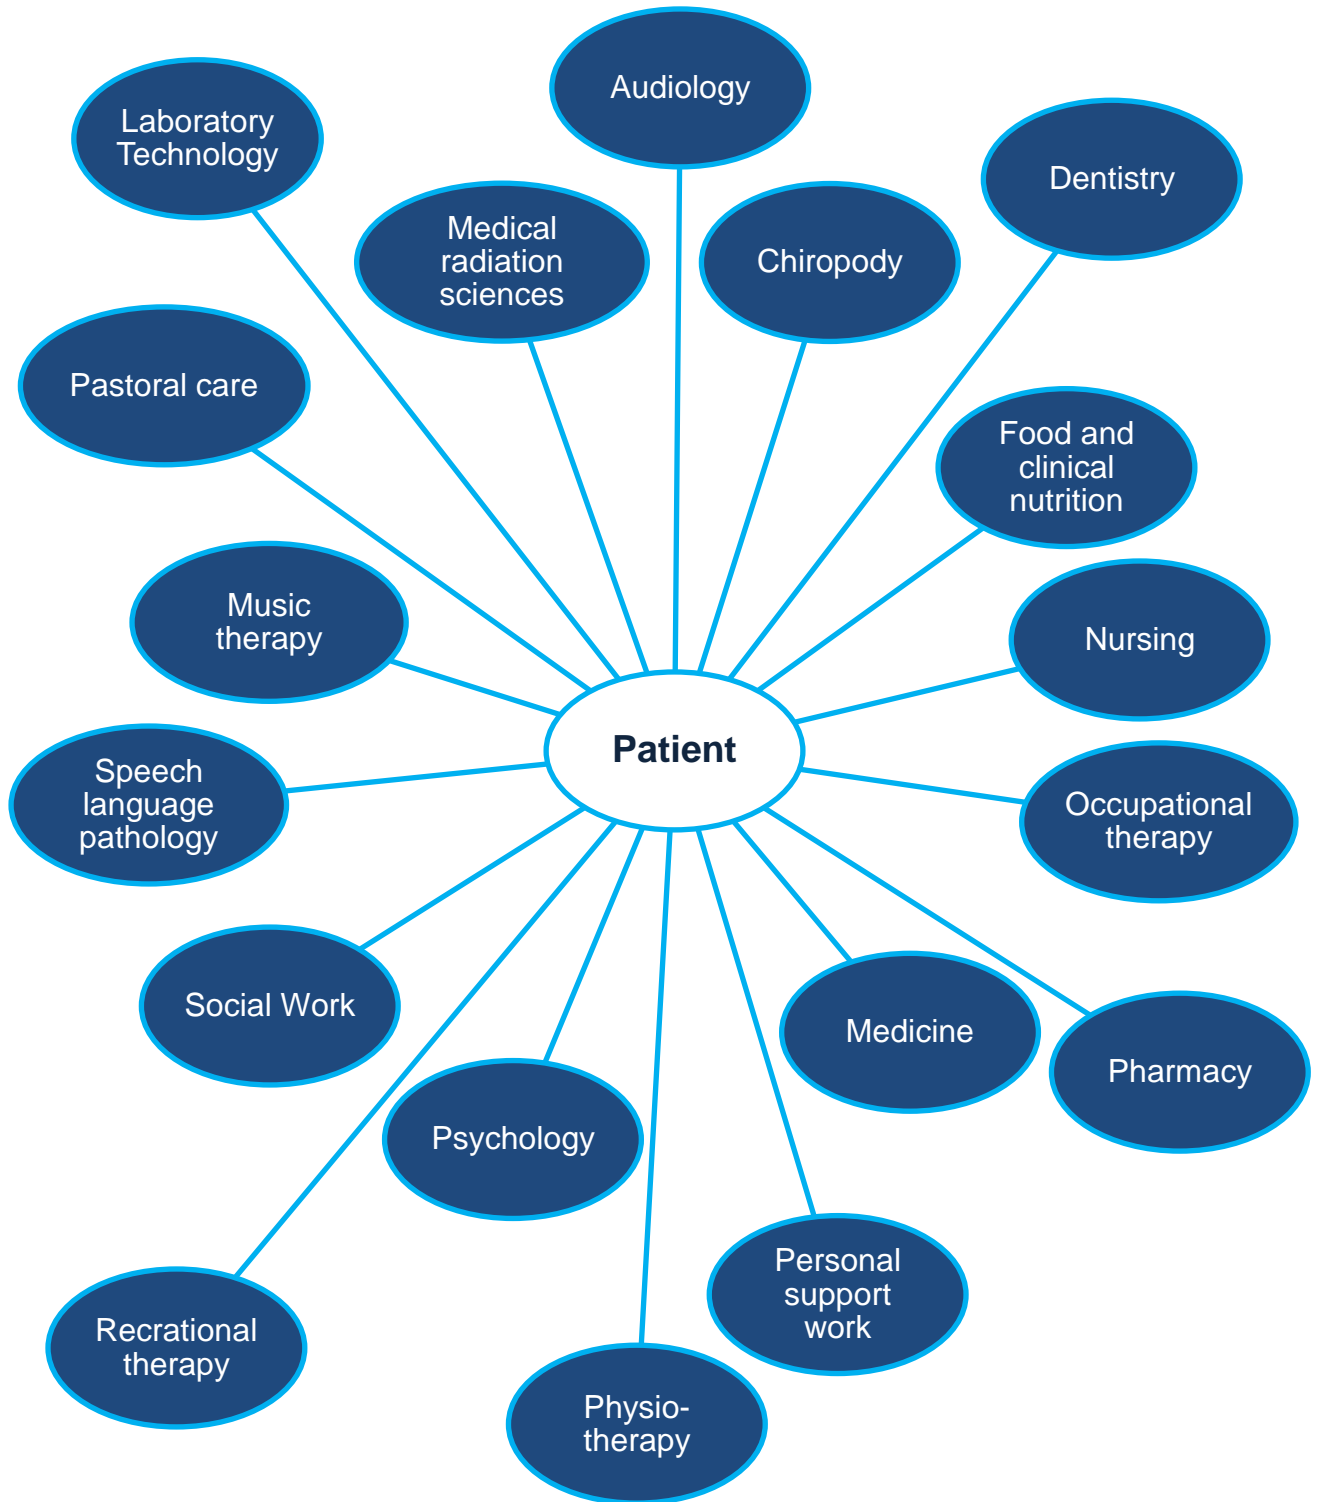 Audiology
Laboratory
Technology
Dentistry
Medical
radiation
sciences
Chiropody
Pastoral care
Food and
clinical
nutrition
Music
therapy
Nursing
Patient
Speech
language
pathology
Occupational
therapy
Social Work
Medicine
Pharmacy
Psychology
Personal
support
work
Recrational
therapy
Physio-
therapy